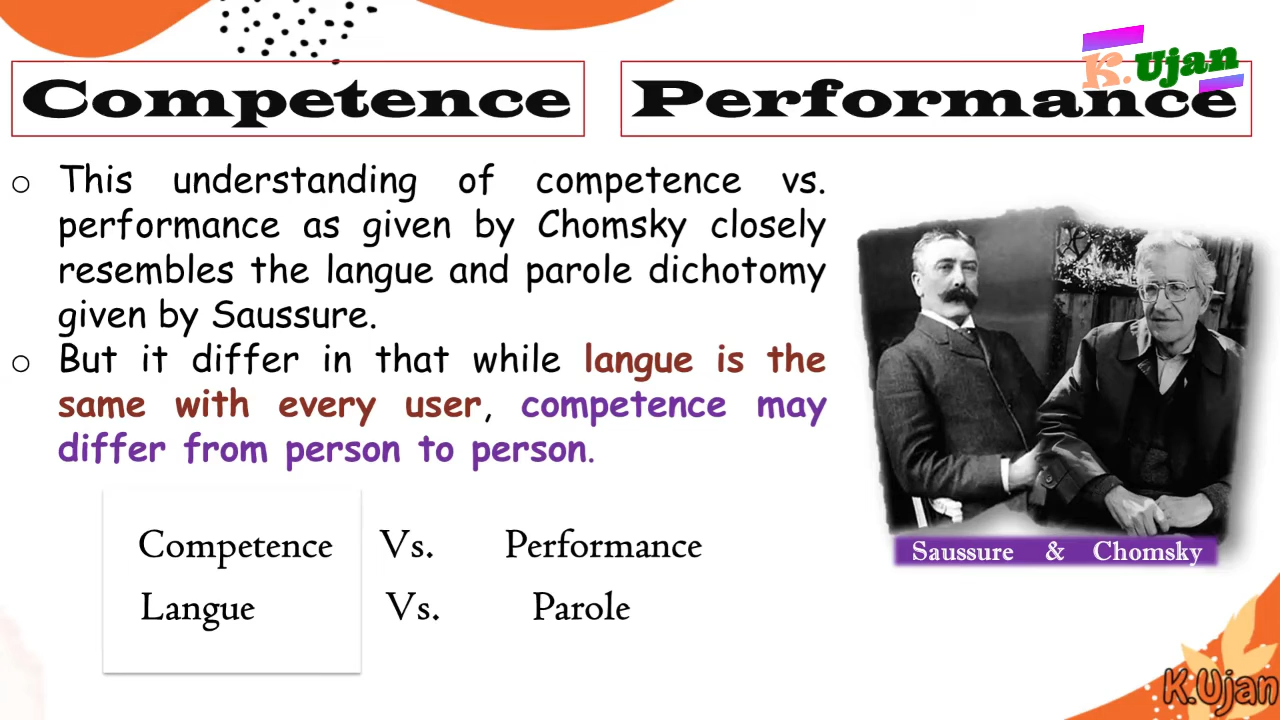 K.Ujan
Competence
Performance
This understanding of competence vs.
performance as given by Chomsky closely
resembles the langue and parole dichotomy
given by Saussure.
But it differ in that while langue is the
same with every user, competence may
differ from person to person.
Competence Vs. Performance
Langue Vs. Parole
Saussure & Chomsky
K.Ujan